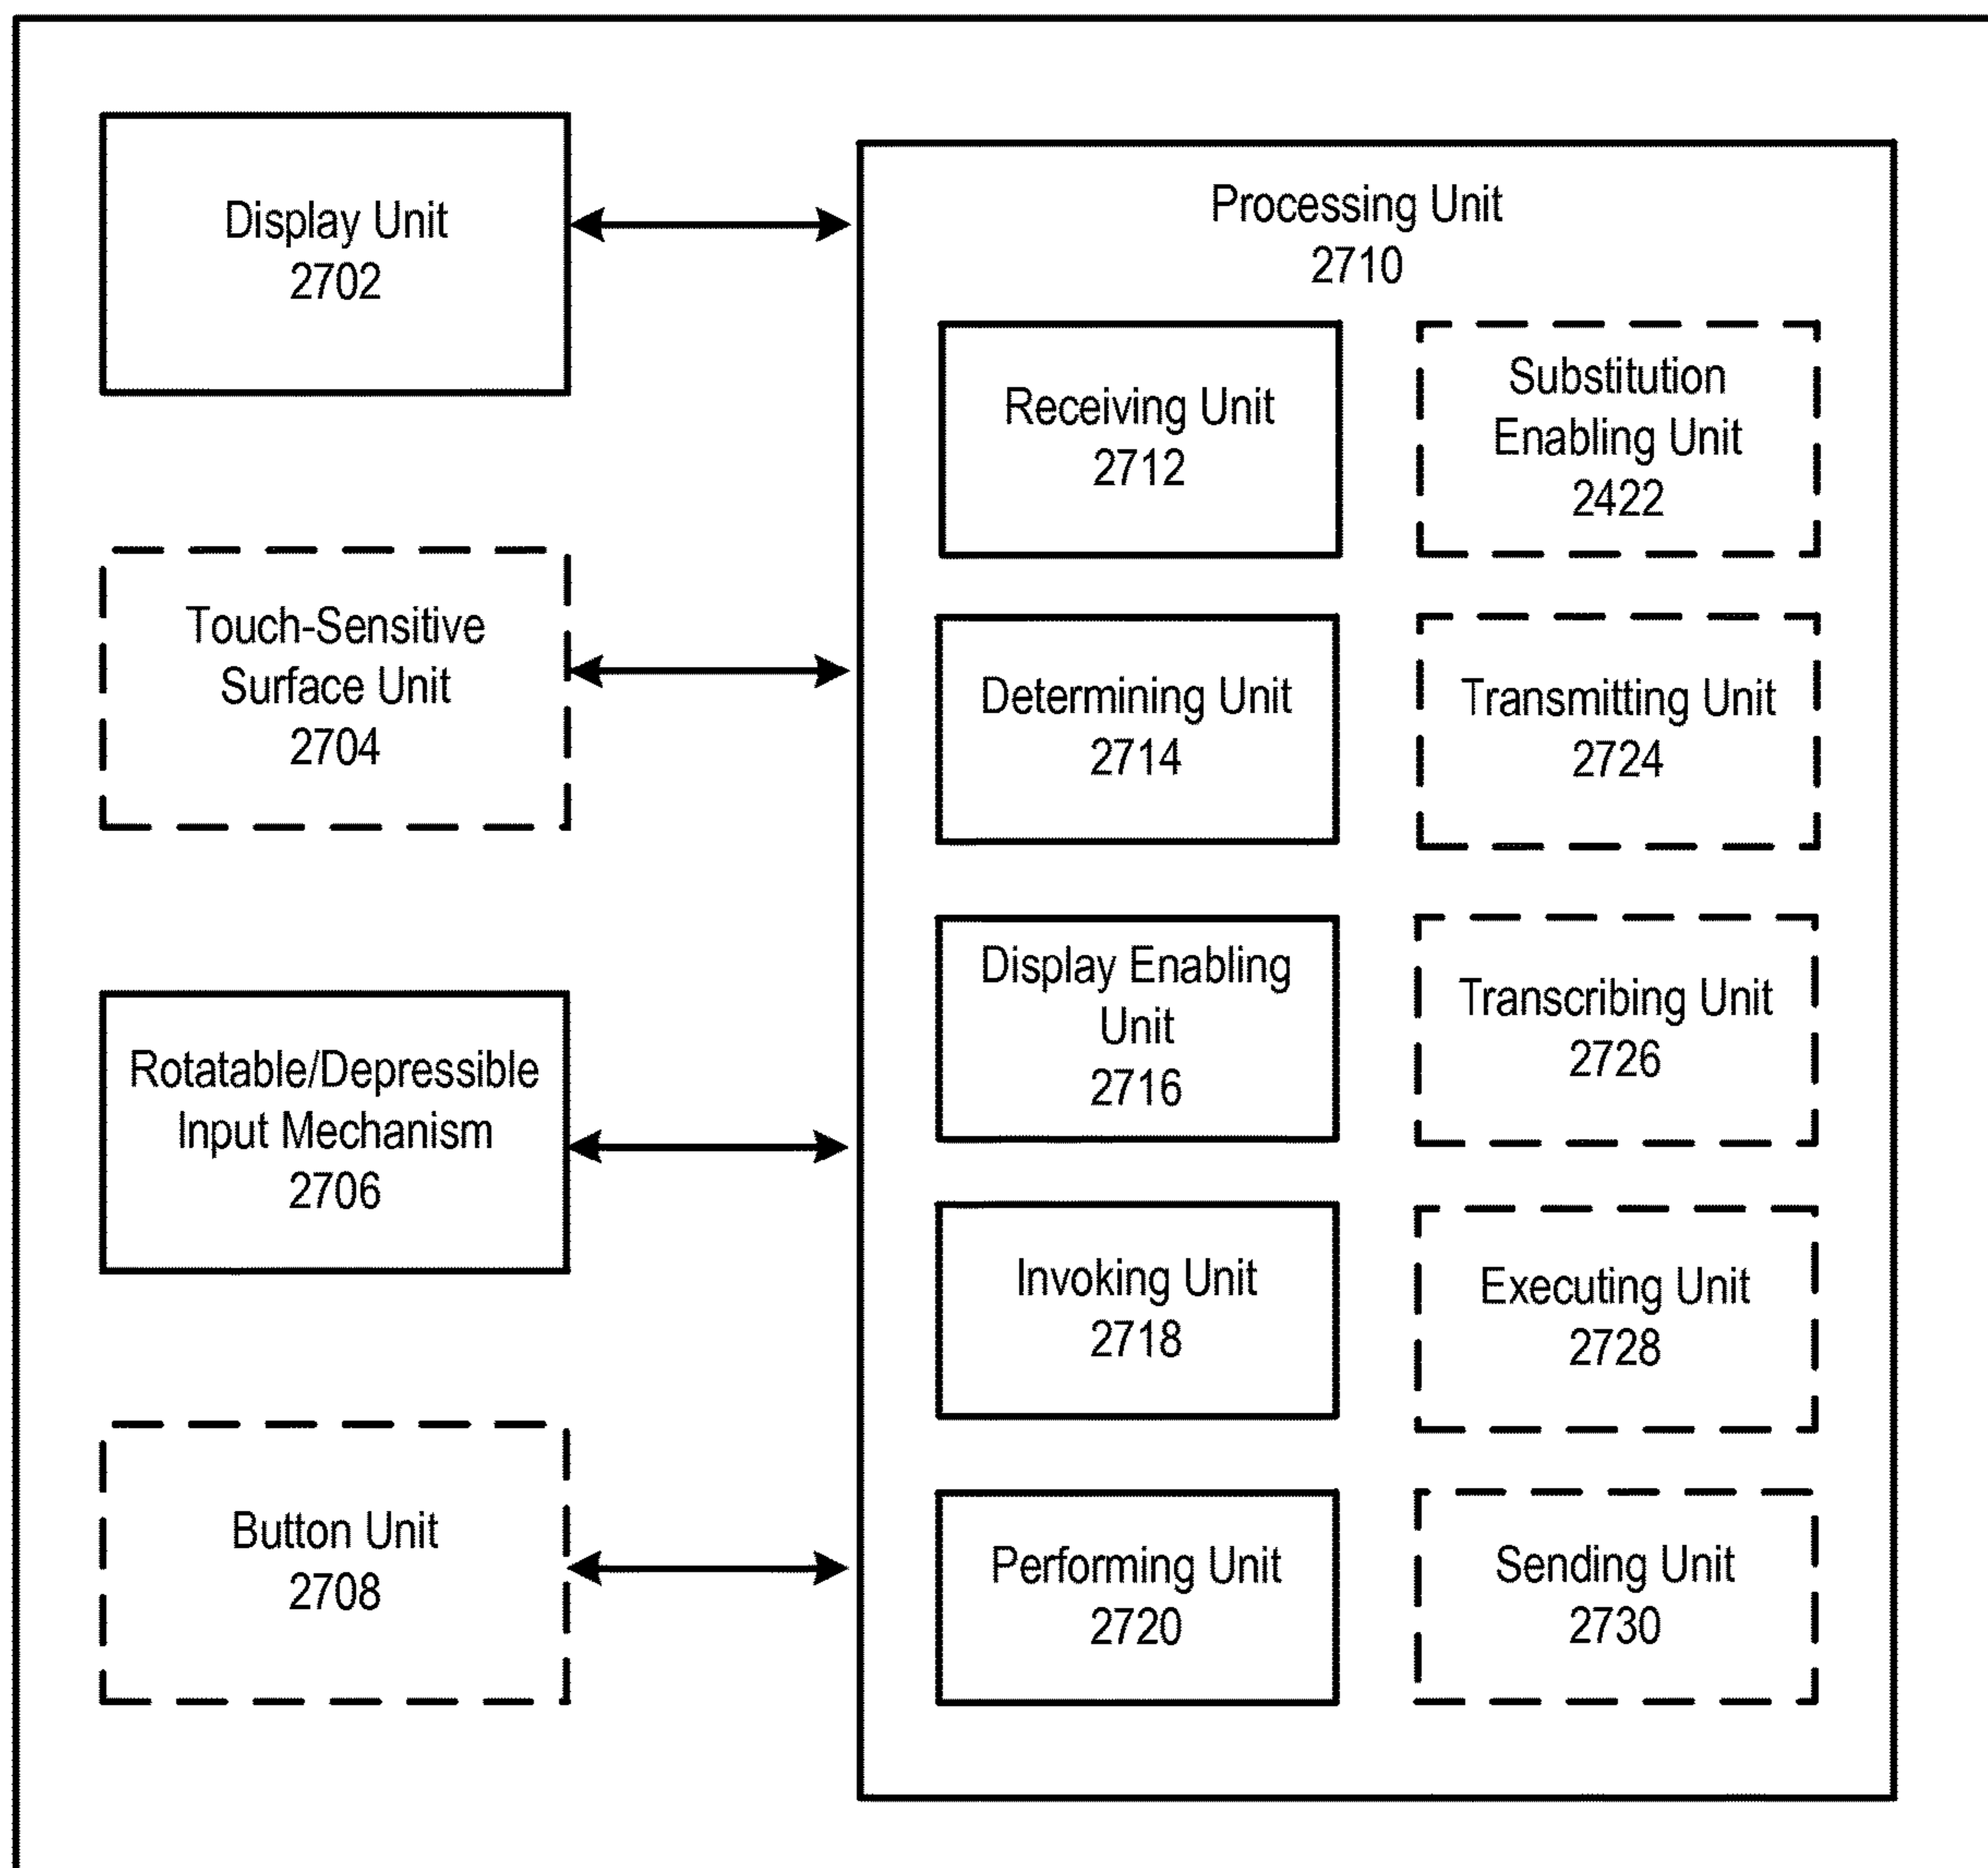 Display Unit
2702
Touch-Sensitive
Surface Unit
2704
Rotatable/Depressible
Input Mechanism
2706
Button Unit
2708
Processing Unit
2710
Receiving Unit
2712
Substitution
Enabling Unit
2422
Determining Unit
2714
Transmitting Unit
2724
Display Enabling
Unit
2716
Transcribing Unit
2726
Invoking Unit
2718
Executing Unit
2728
Performing Unit
2720
Sending Unit
2730